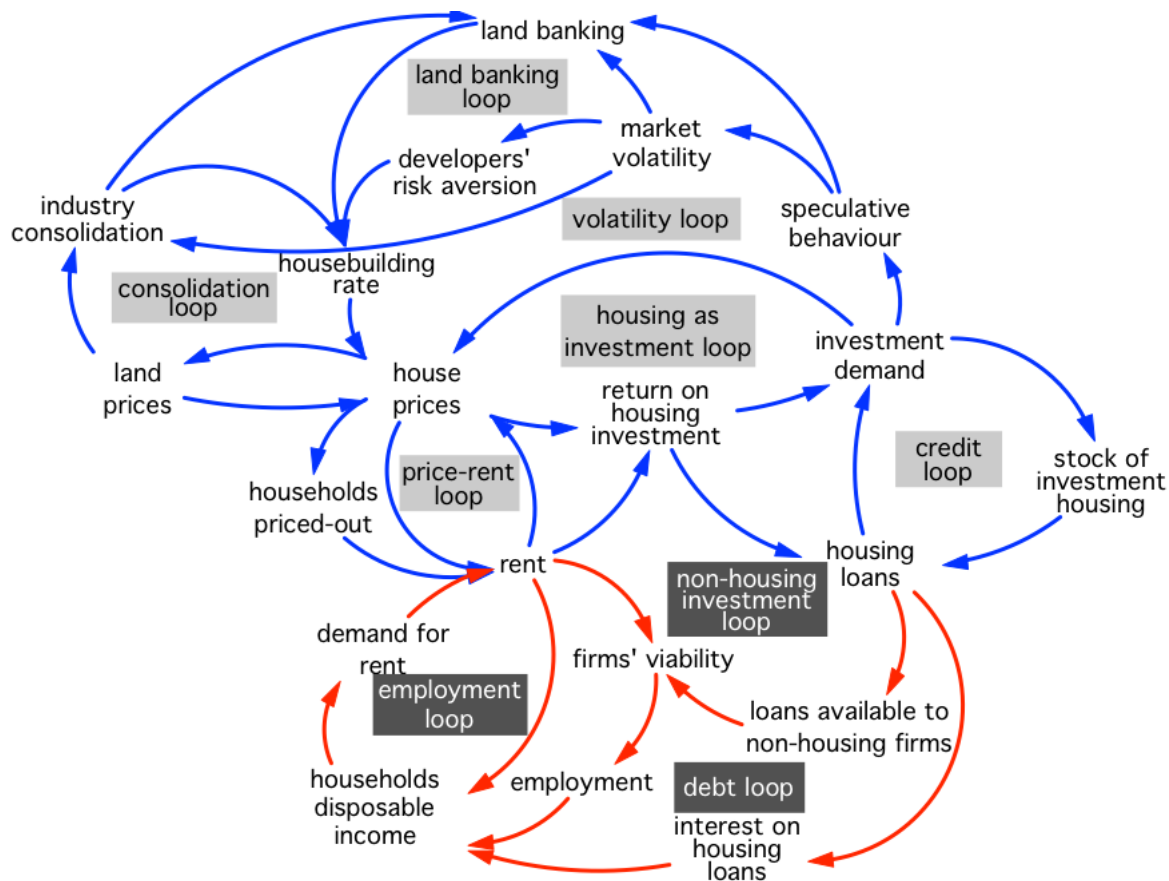 land banking
land banking
loop
market
volatility
developers'
risk aversion
industry
consolidation
speculative
behaviour
volatility loop
housebuilding
rate
consolidation
loop
housing as
investment loop
investment
demand
land
prices
house
prices
return on
housing
investment
credit
loop
stock of
investment
housing
price-rent
loop
households
priced-out
rent
housing
loans
non-housing
investment
loop
demand for
rent
firms' viability
employment
loop
loans available to
non-housing firms
households
disposable
income
employment
debt loop
interest on
housing
loans